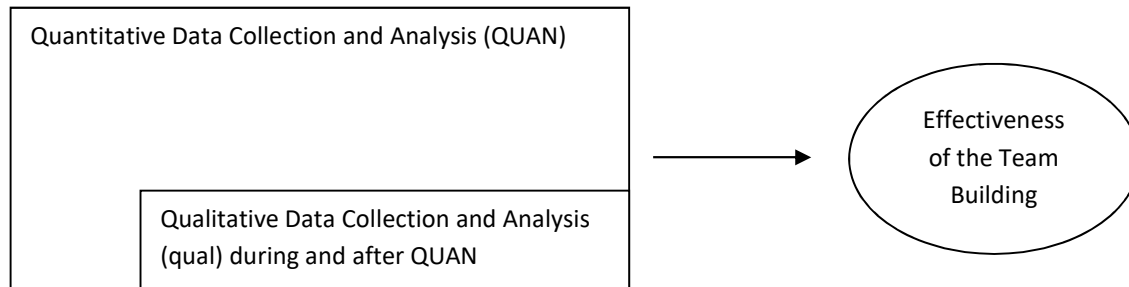 Quantitative Data Collection and Analysis (QUAN)
Effectiveness
of the Team
Building
Qualitative Data Collection and Analysis
(qual) during and after QUAN